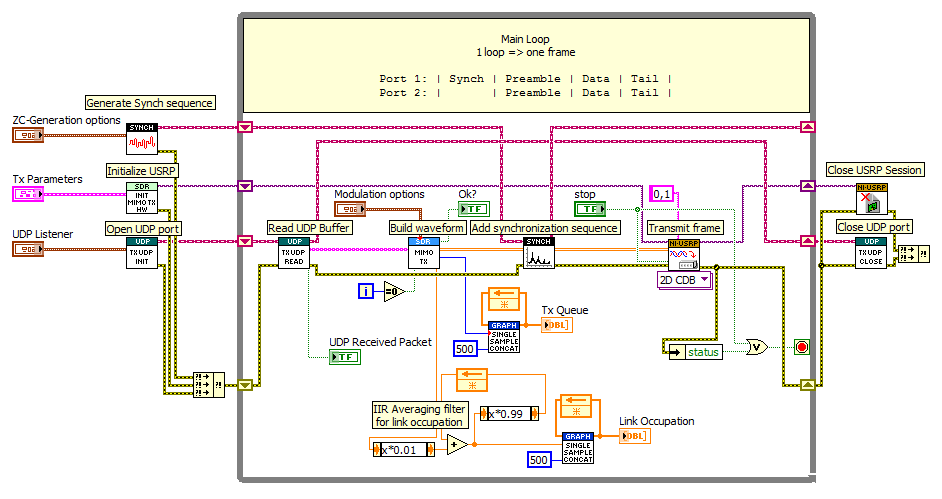 Main Loop
1 loop => one frame
Port 1: | Synch | Preamble | Data | Tail |
Port 2: |       | Preamble | Data | Tail |
Generate Synch sequence
ZC-Generation options
SYNCH
Initialize USRP
Tx Parameters
SDR
INIT
MIMO TX
HW
Open UDP port
UDP Listener
UDP
TX UDP
INIT
Read UDP Buffer
UDP
TX UDP
READ
Modulation options
Ok?
TF
Build waveform
SDR
MIMO
TX
Add synchronization sequence
SYNCH
stop
TF
0,1
Transmit frame
NI-USRP
2D CDB
Close USRP Session
NI-USRP
Close UDP port
UDP
TX UDP
CLOSE
i
=0
UDP Received Packet
TF
Tx Queue
DBL
GRAPH
SINGLE
SAMPLE
CONCAT
500
status
V
?!
?!
?!
?!
?!
?!
?!
IIR Averaging filter
for link occupation
x*0.01
+
x*0.99
Link Occupation
DBL
GRAPH
SINGLE
SAMPLE
CONCAT
500